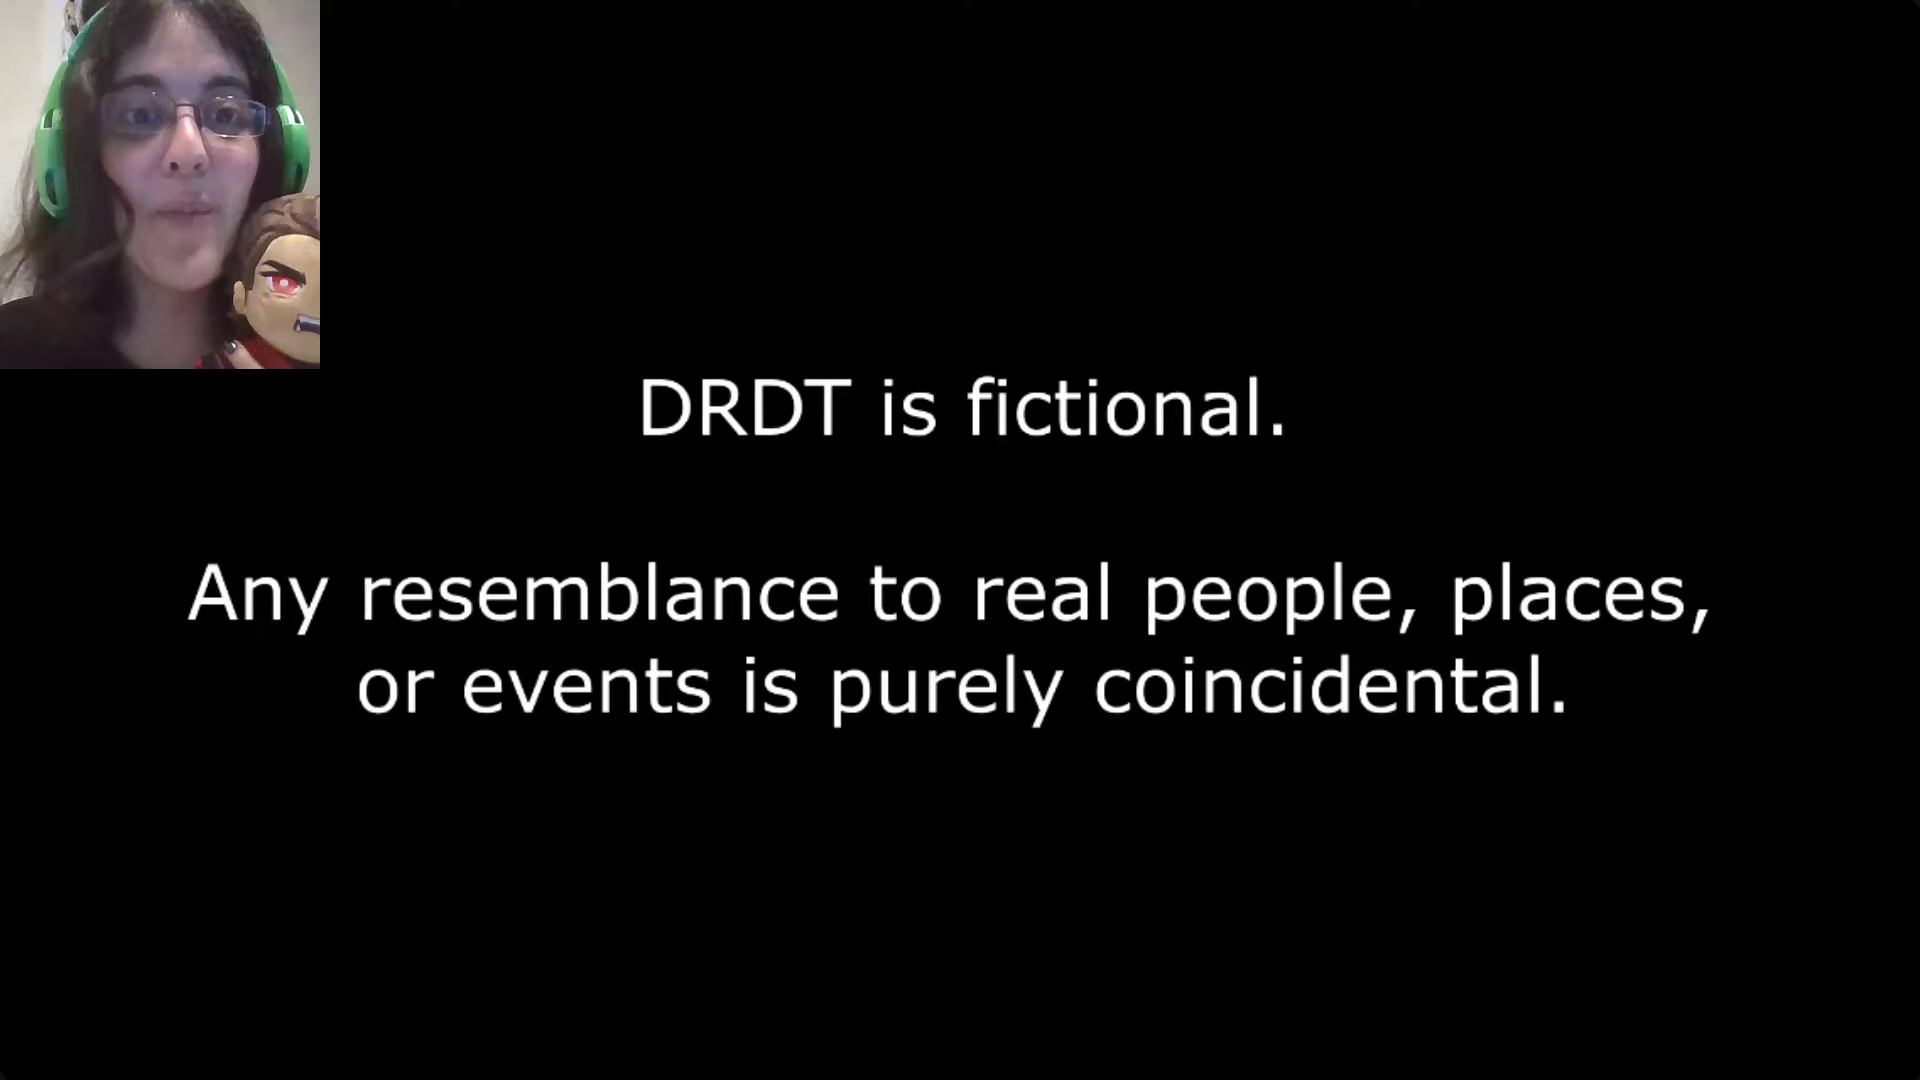 DRDT is fictional.
Any resemblance to real people, places,
or events is purely coincidental.